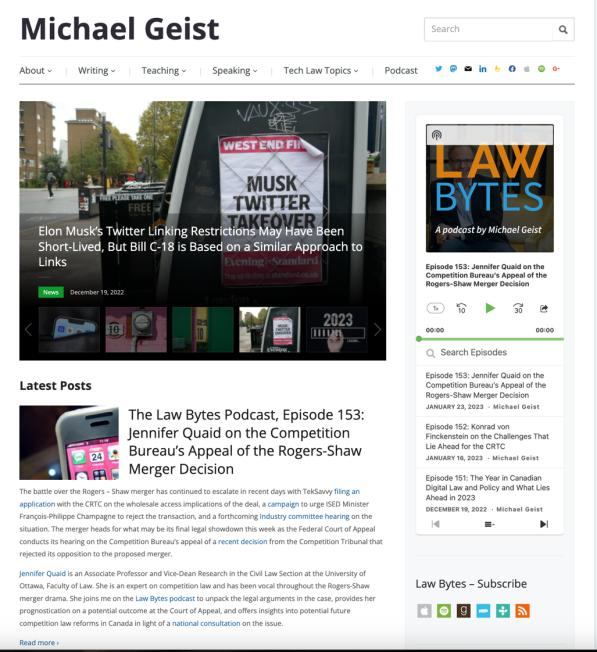 Michael Geist
Search
About
Writing
Teaching
Speaking
Tech Law Topics
Podcast
WEST END FIN
MUSK
TWITTER
TAKEOVER
Evening Standard
FREE PLEASE TAKE ONE
Elon Musk's Twitter Linking Restrictions May Have Been
Short-Lived, But Bill C-18 is Based on a Similar Approach to
Links
News December 19, 2022
2023
LAW
BYTES
A podcast by Michael Geist
Episode 153: Jennifer Quaid on the
Competition Bureau's Appeal of the
Rogers-Shaw Merger Decision
1x
10
30
00:00 00:00
Search Episodes
Episode 153: Jennifer Quaid on the
Competition Bureau's Appeal of the
Rogers-Shaw Merger Decision
JANUARY 23, 2023 · Michael Geist
Episode 152: Konrad von
Finckenstein on the Challenges That
Lie Ahead for the CRTC
JANUARY 16, 2023 · Michael Geist
Episode 151: The Year in Canadian
Digital Law and Policy and What Lies
Ahead in 2023
DECEMBER 19, 2022 · Michael Geist
Law Bytes – Subscribe
Latest Posts
The Law Bytes Podcast, Episode 153:
Jennifer Quaid on the Competition
Bureau's Appeal of the Rogers-Shaw
Merger Decision
The battle over the Rogers – Shaw merger has continued to escalate in recent days with TekSavvy filing an
application with the CRTC on the wholesale access implications of the deal, a campaign to urge ISED Minister
François-Philippe Champagne to reject the transaction, and a forthcoming industry committee hearing on the
situation. The merger heads for what may be its final legal showdown this week as the Federal Court of Appeal
conducts its hearing on the Competition Bureau's appeal of a recent decision from the Competition Tribunal that
rejected its opposition to the proposed merger.
Jennifer Quaid is an Associate Professor and Vice-Dean Research in the Civil Law Section at the University of
Ottawa, Faculty of Law. She is an expert on competition law and has been vocal throughout the Rogers-Shaw
merger drama. She joins me on the Law Bytes podcast to unpack the legal arguments in the case, provides her
prognostication on a potential outcome at the Court of Appeal, and offers insights into potential future
competition law reforms in Canada in light of a national consultation on the issue.
Read more ›